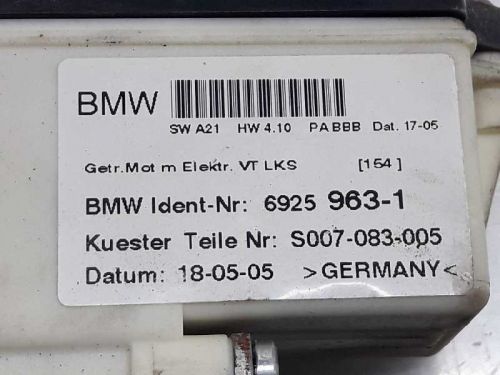 BMW
SW A21 HW 4.10 PA BBB Dat. 17-05
Getr.Mot m Elektr. VT LKS [154]
BMW Ident-Nr: 6925 963-1
Kuester Teile Nr: S007-083-005
Datum: 18-05-05 >GERMANY<